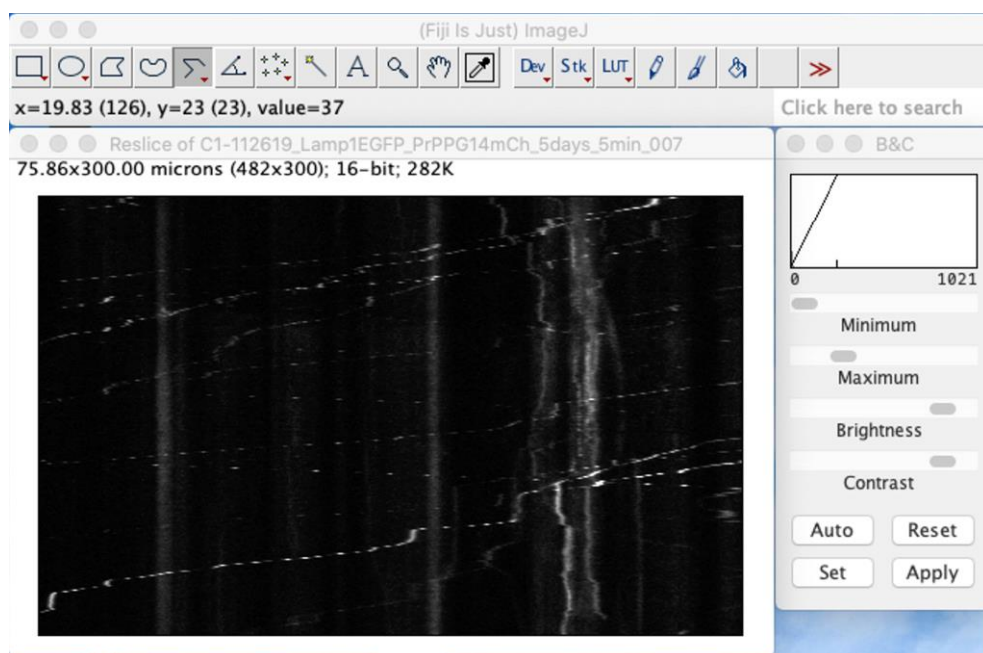 (Fiji Is Just) ImageJ
A Dev Stk LUT >>
x=19.83 (126), y=23 (23), value=37
Click here to search
Reslice of C1-112619_Lamp1EGFP_PrPPG14mCh_5days_5min_007
75.86x300.00 microns (482x300); 16-bit; 282K
B&C
0 1021
Minimum
Maximum
Brightness
Contrast
Auto Reset
Set Apply